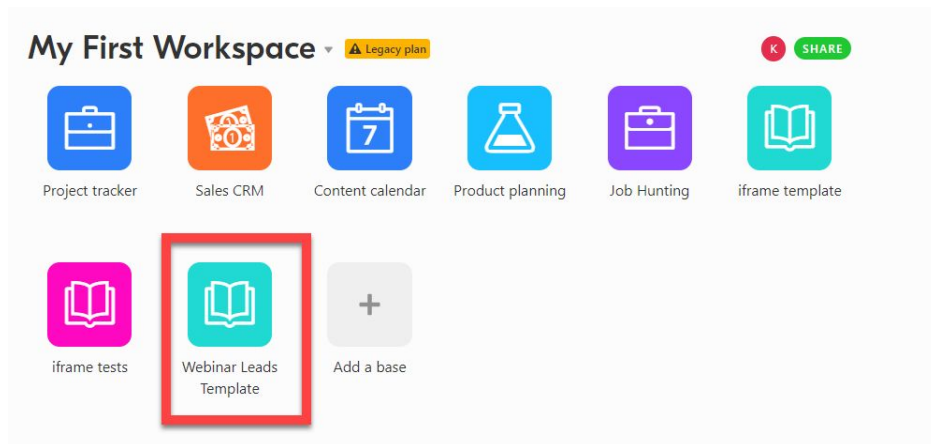 My First Workspace
Legacy plan
K
SHARE
7
1
Project tracker
Sales CRM
Content calendar
Product planning
Job Hunting
iframe template
+
iframe tests
Webinar Leads
Template
Add a base